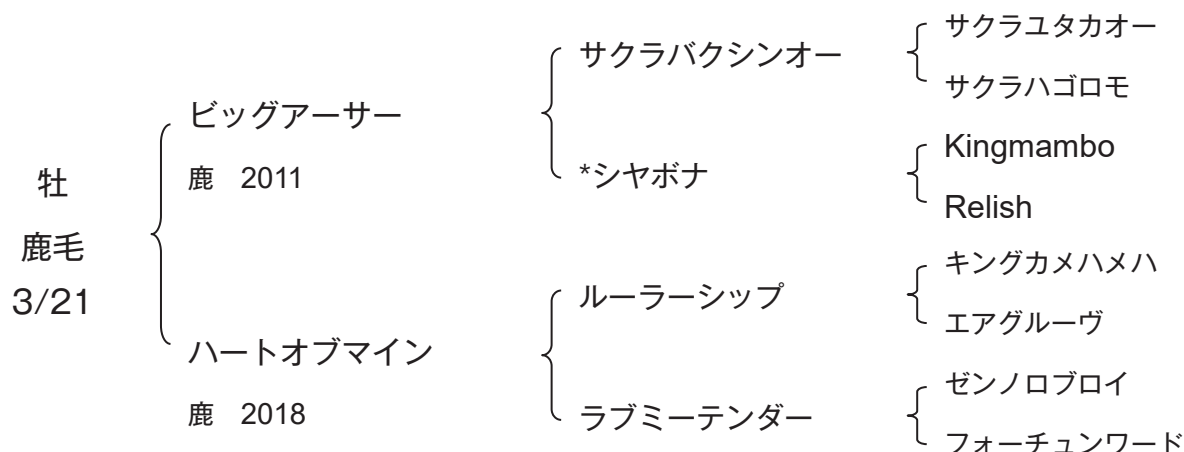 牡
鹿毛
3/21
ビッグアーサー
鹿 2011
ハートオブマイン
鹿 2018
サクラバクシンオー
*シヤボナ
ルーラーシップ
ラブミーテンダー
サクラユタカオー
サクラハゴロモ
Kingmambo
Relish
キングカメハメハ
エアグルーヴ
ゼンノロブロイ
フォーチュンワード